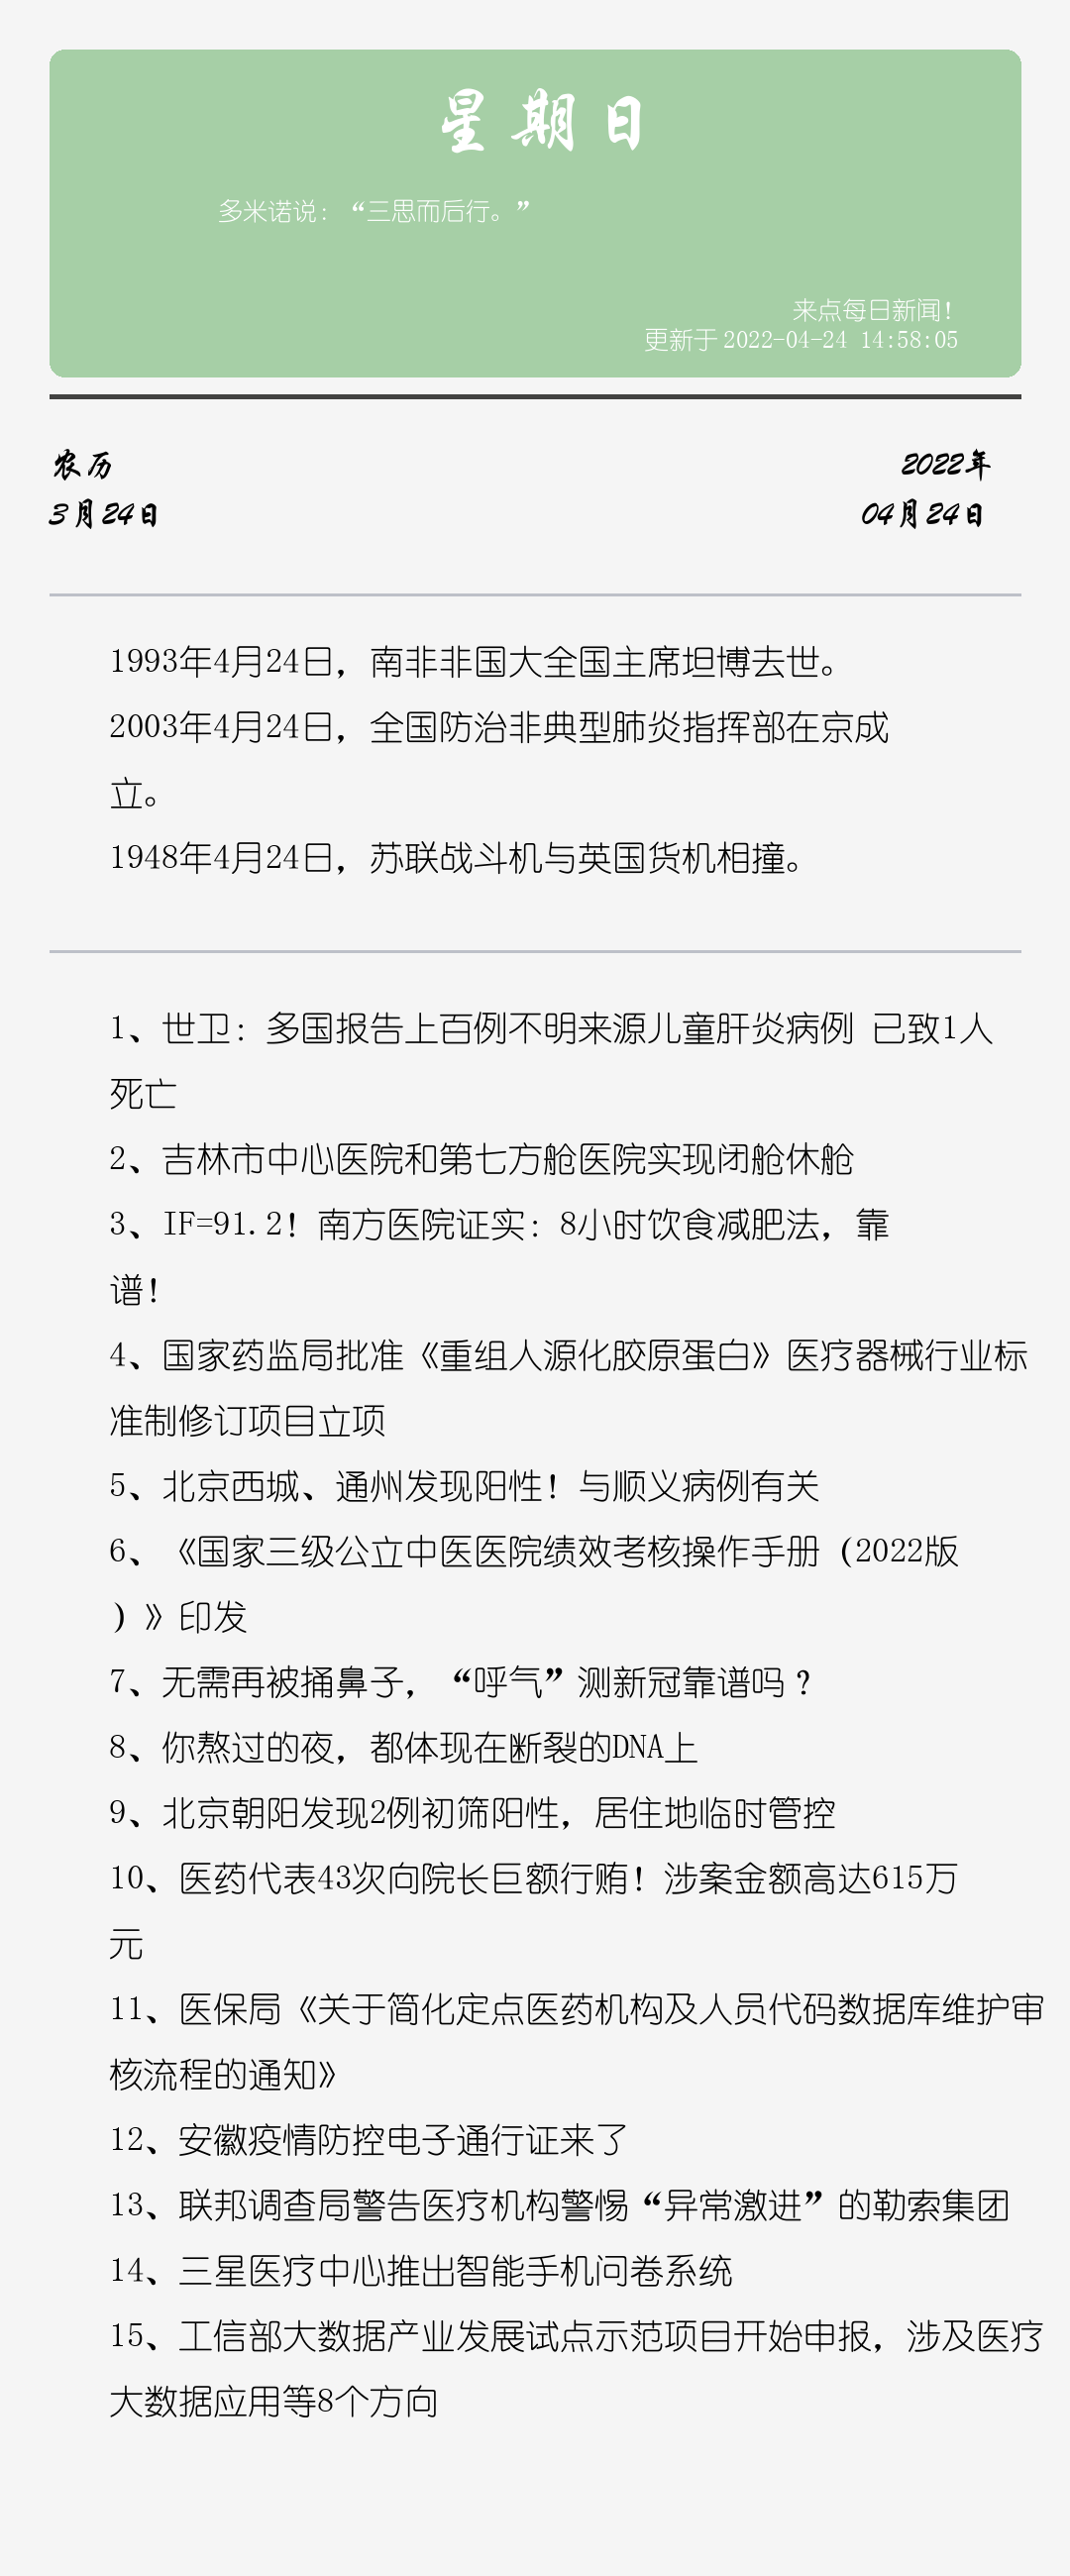 星期日
多米诺说：“三思而后行。”
来点每日新闻！
更新于 2022-04-24 14:58:05
农历
2022年
3月24日
04月24日
1993年4月24日，南非非国大全国主席坦博去世。
2003年4月24日，全国防治非典型肺炎指挥部在京成
立。
1948年4月24日，苏联战斗机与英国货机相撞。
1、世卫：多国报告上百例不明来源儿童肝炎病例 已致1人
死亡
2、吉林市中心医院和第七方舱医院实现闭舱休舱
3、IF=91.2！南方医院证实：8小时饮食减肥法，靠
谱！
4、国家药监局批准《重组人源化胶原蛋白》医疗器械行业标
准制修订项目立项
5、北京西城、通州发现阳性！与顺义病例有关
6、《国家三级公立中医医院绩效考核操作手册（2022版
）》印发
7、无需再被捅鼻子，“呼气”测新冠靠谱吗？
8、你熬过的夜，都体现在断裂的DNA上
9、北京朝阳发现2例初筛阳性，居住地临时管控
10、医药代表43次向院长巨额行贿！涉案金额高达615万
元
11、医保局《关于简化定点医药机构及人员代码数据库维护审
核流程的通知》
12、安徽疫情防控电子通行证来了
13、联邦调查局警告医疗机构警惕“异常激进”的勒索集团
14、三星医疗中心推出智能手机问卷系统
15、工信部大数据产业发展试点示范项目开始申报，涉及医疗
大数据应用等8个方向